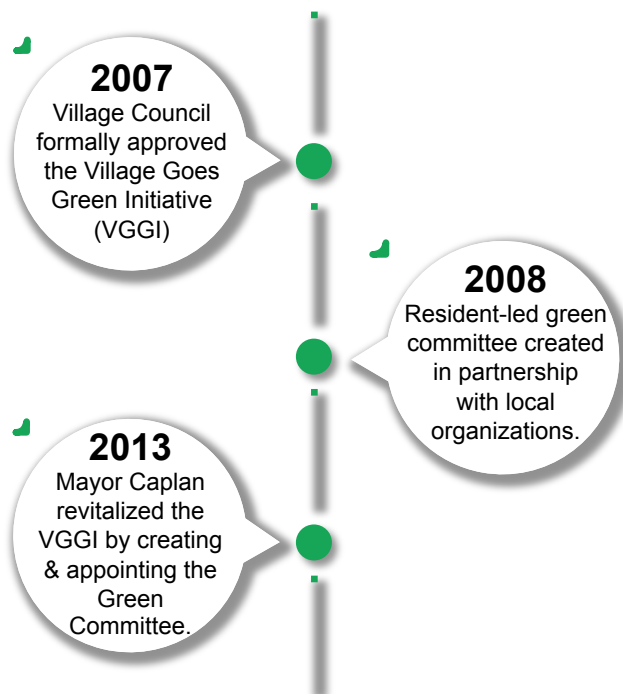 2007
Village Council
formally approved
the Village Goes
Green Initiative
(VGGI)
2008
Resident-led green
committee created
in partnership
with local
organizations.
2013
Mayor Caplan
revitalized the
VGGI by creating
& appointing the
Green
Committee.